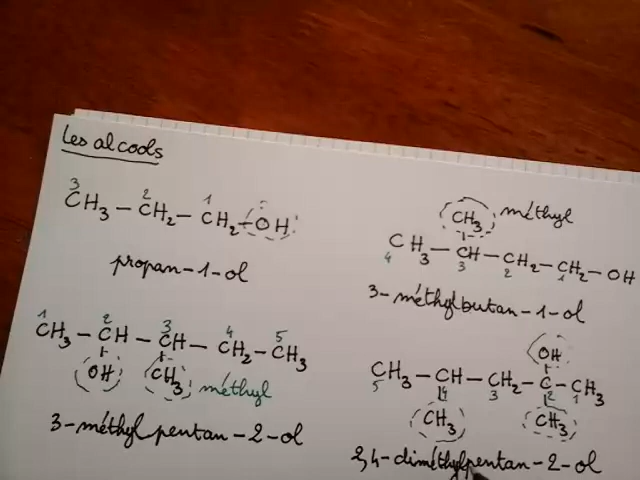 Les alcools
3 2 1
CH3 – CH2 – CH2 – OH
propan-1-ol
CH3 méthyl
CH3 – CH – CH2 – CH2 – OH
4 3 2 1
3-méthylbutan-1-ol
1 2 3 4 5
CH3 – CH – CH – CH2 – CH3
OH CH3 méthyl
3-méthylpentan-2-ol
OH
CH3 – CH – CH2 – C – CH3
5 4 3 2 1
CH3 CH3
2,4-diméthylpentan-2-ol